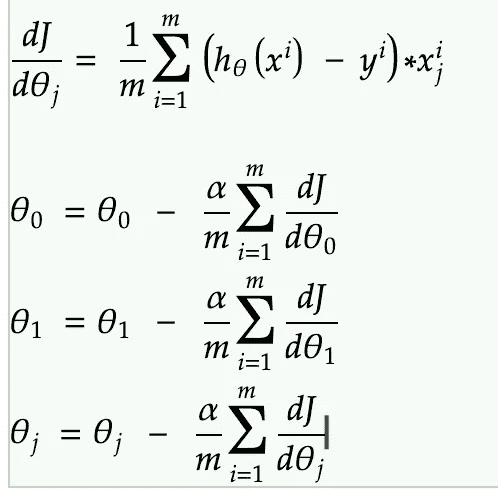 dJ/dθ_j = 1/m ∑_{i=1}^{m} (h_θ(x^i) − y^i)*x_j^i
θ_0 = θ_0 − α/m ∑_{i=1}^{m} dJ/dθ_0
θ_1 = θ_1 − α/m ∑_{i=1}^{m} dJ/dθ_1
θ_j = θ_j − α/m ∑_{i=1}^{m} dJ/dθ_j